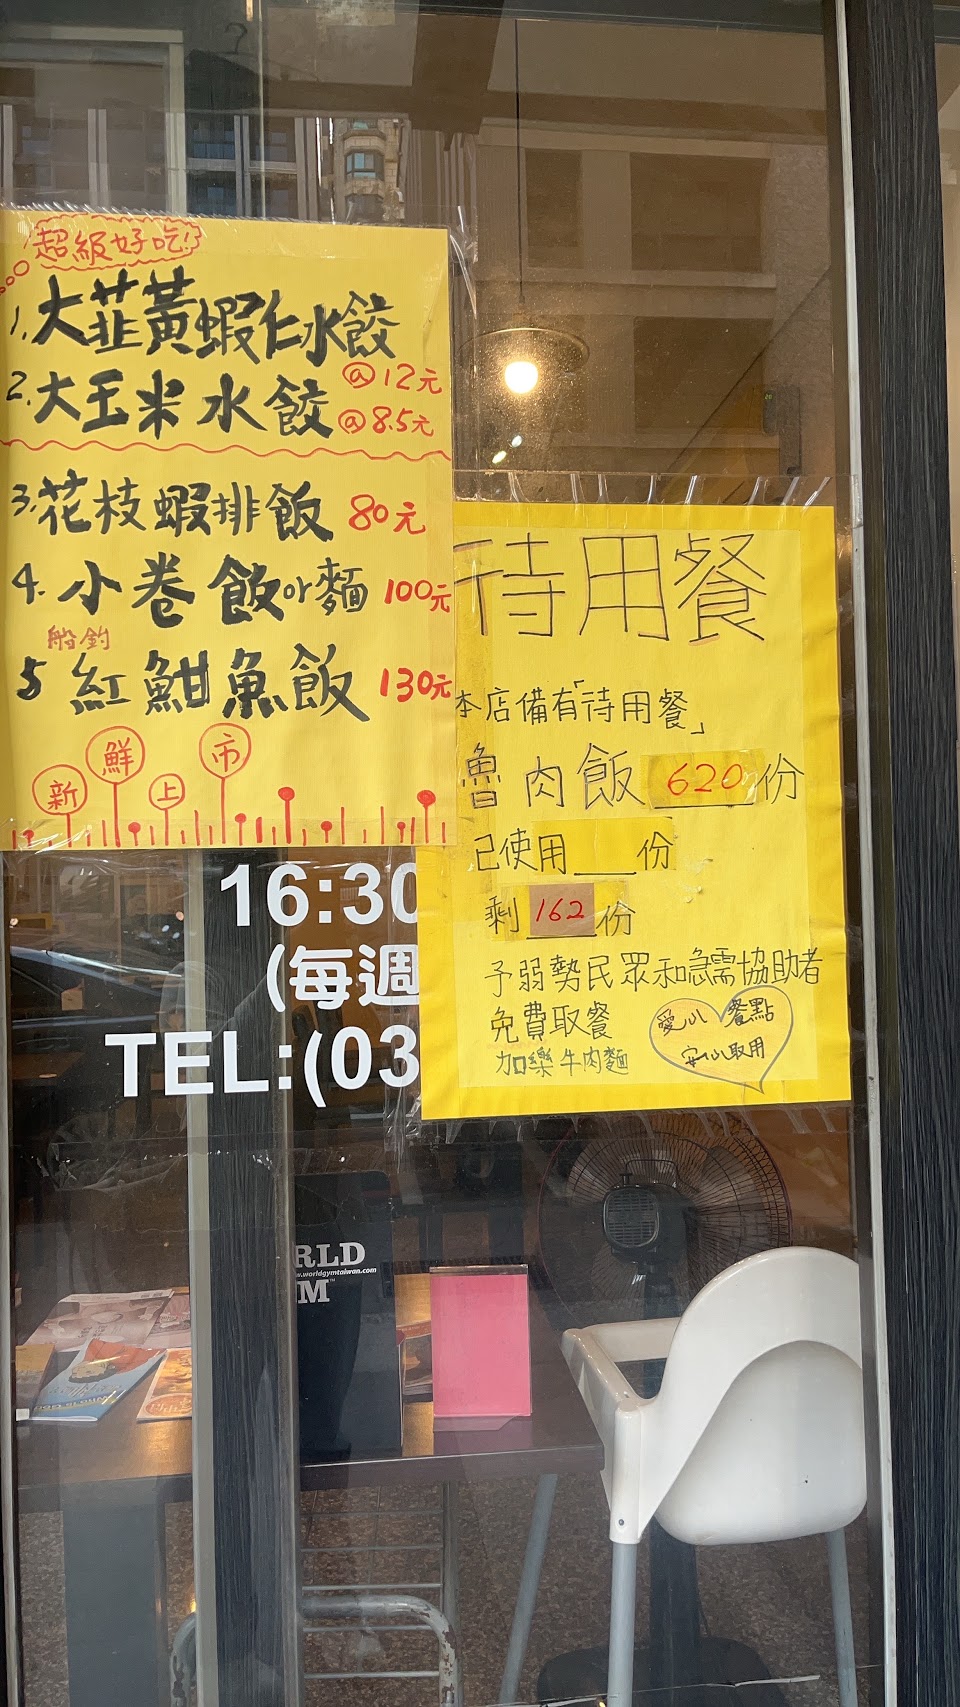 超級好吃!
1. 大韮黃蝦仁水餃
@12元
2. 大玉米水餃 @8.5元
3. 花枝蝦排飯 80元
4. 小卷飯or麵 100元
船釣
5 紅魽魚飯 130元
新鮮上市
待用餐
本店備有「待用餐」
魯肉飯 620 份
已使用 份
剩 162 份
予弱勢民眾和急需協助者
免費取餐
加樂牛肉麵
愛心餐點
安心取用
16:30
(每週
TEL:(03
RLD
www.worldgymtaiwan.com